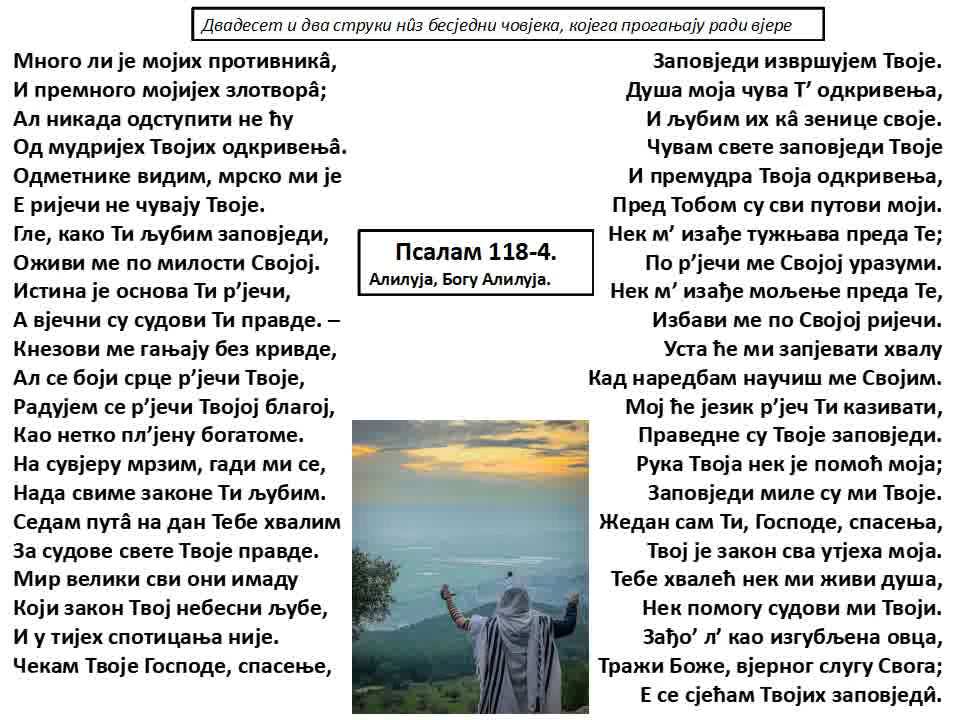 Двадесет и два струки нûз бесједни човјека, којега прогањају ради вјере
Много ли је мојих противникâ,
И премного мојијех злотворâ;
Ал никада одступити не ћу
Од мудријех Твојих одкривењâ.
Одметнике видим, мрско ми је
Е ријечи не чувају Твоје.
Гле, како Ти љубим заповједи,
Оживи ме по милости Својој.
Истина је основа Ти р’јечи,
А вјечни су судови Ти правде. –
Кнезови ме гањају без кривде,
Ал се боји срце р’јечи Твоје,
Радујем се р’јечи Твојој благој,
Као нетко пл’јену богатоме.
На сувјеру мрзим, гади ми се,
Нада свиме законе Ти љубим.
Седам путâ на дан Тебе хвалим
За судове свете Твоје правде.
Мир велики сви они имаду
Који закон Твој небесни љубе,
И у тијех спотицања није.
Чекам Твоје Господе, спасење,
Псалам 118-4.
Алилуја, Богу Алилуја.
Заповједи извршујем Твоје.
Душа моја чува Т’ одкривења,
И љубим их кâ зенице своје.
Чувам свете заповједи Твоје
И премудра Твоја одкривења,
Пред Тобом су сви путови моји.
Нек м’ изађе тужњава преда Те;
По р’јечи ме Својој уразуми.
Нек м’ изађе мољење преда Те,
Избави ме по Својој ријечи.
Уста ће ми запјевати хвалу
Кад наредбам научиш ме Својим.
Мој ће језик р’јеч Ти казивати,
Праведне су Твоје заповједи.
Рука Твоја нек је помоћ моја;
Заповједи миле су ми Твоје.
Жедан сам Ти, Господе, спасења,
Твој је закон сва утјеха моја.
Тебе хвалећ нек ми живи душа,
Нек помогу судови ми Твоји.
Зађо’ л’ као изгубљена овца,
Тражи Боже, вјерног слугу Свога;
Е се сјећам Твојих заповједи̂.